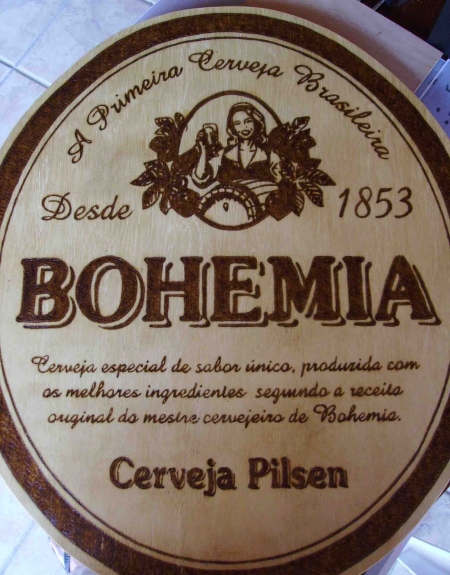 A Primeira Cerveja Brasileira
Desde 1853
BOHEMIA
Cerveja especial de sabor único, produzida com
os melhores ingredientes segundo a receita
original do mestre cervejeiro de Bohemia.
Cerveja Pilsen